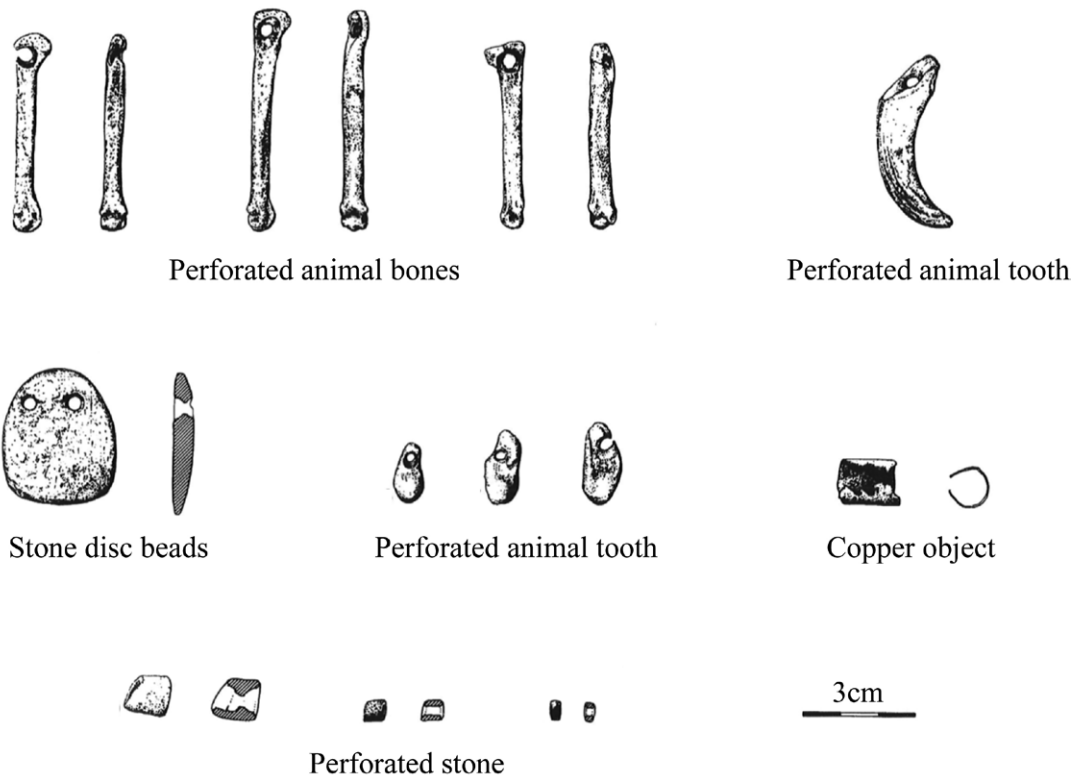 Perforated animal bones
Perforated animal tooth
Stone disc beads
Perforated animal tooth
Copper object
3cm
Perforated stone